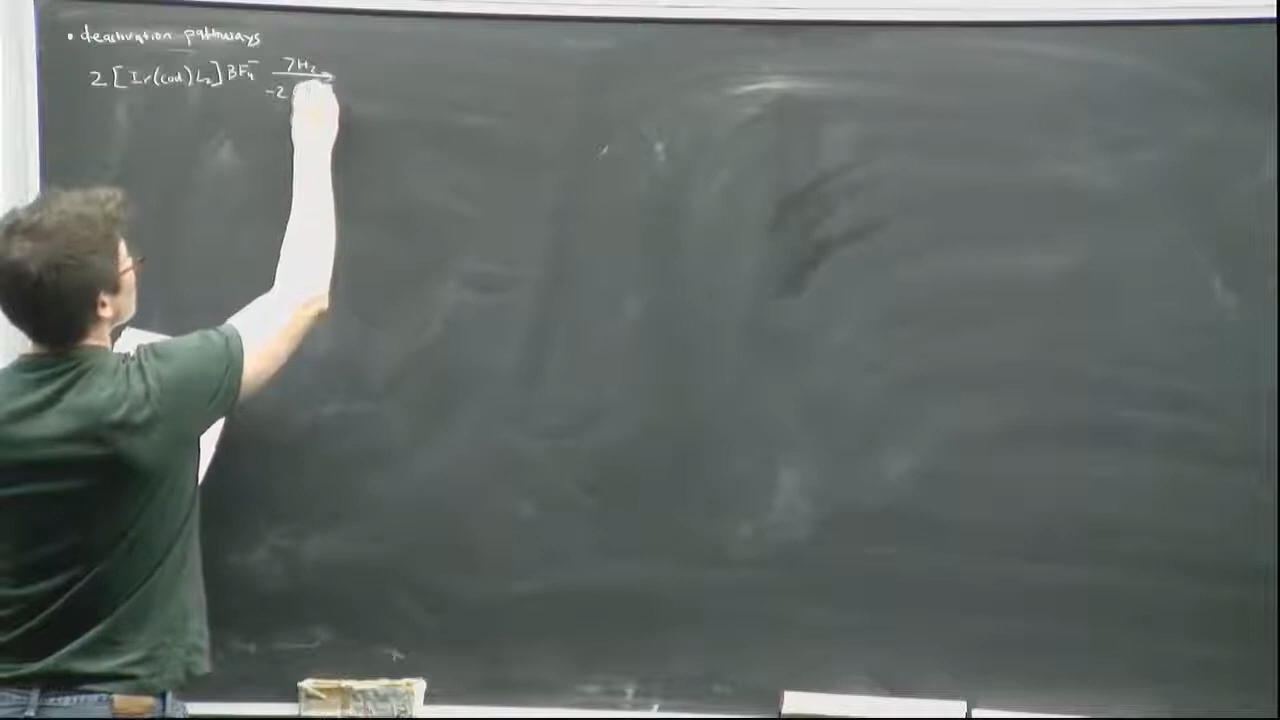 • deactivation pathways
2 [Ir(cod)L₂]BF₄⁻ 7H₂
-2